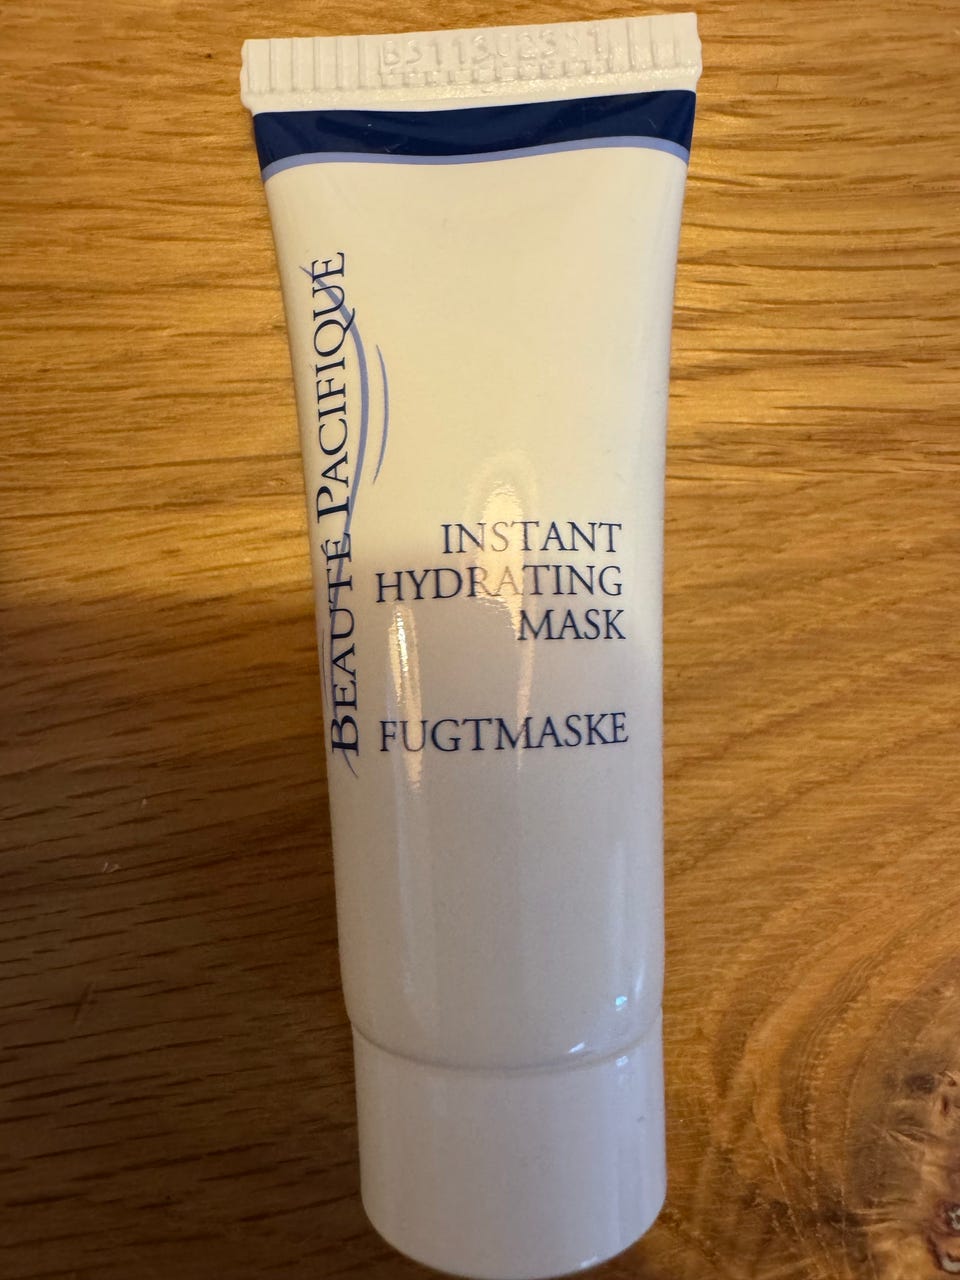 BEAUTÉ PACIFIQUE
INSTANT
HYDRATING
MASK
FUGTMASKE